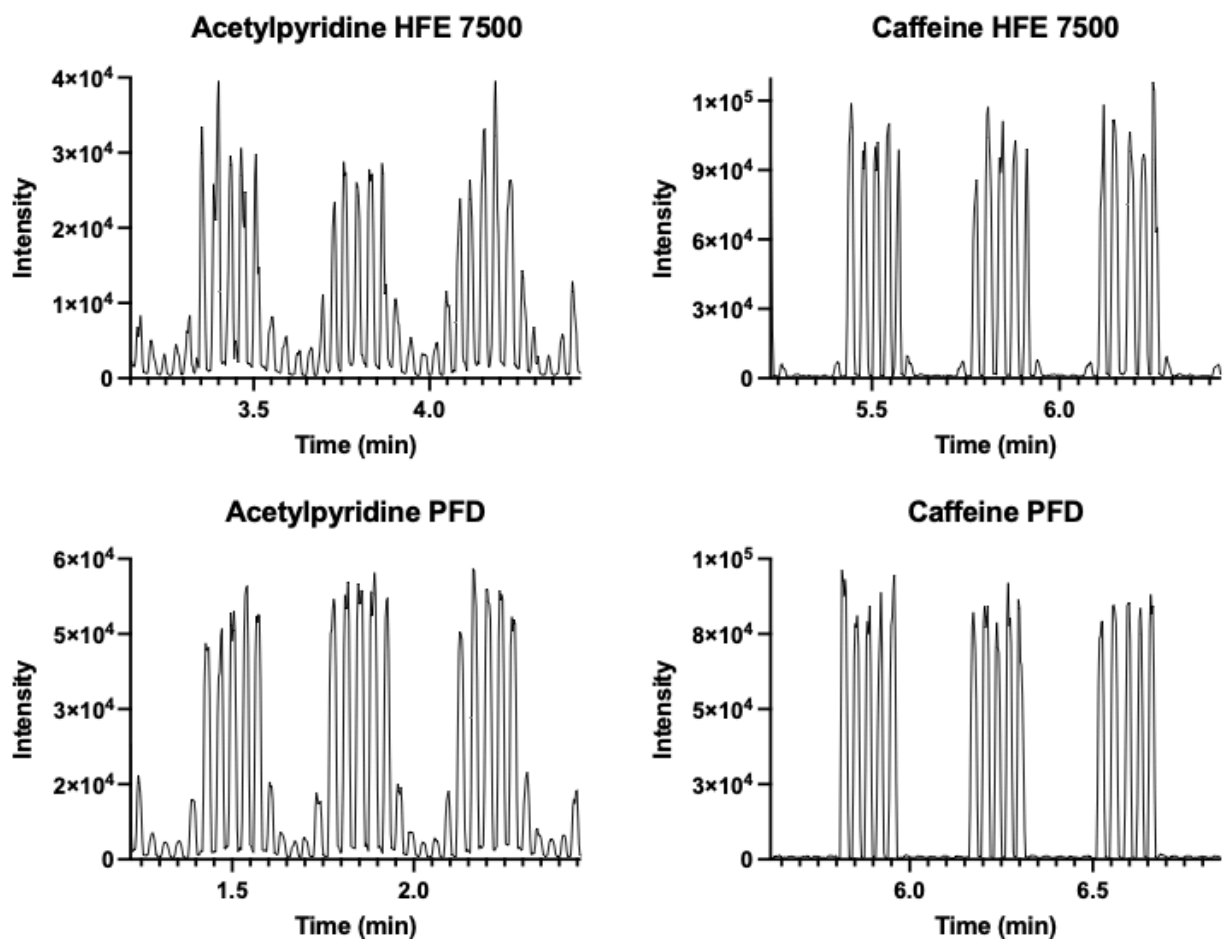 Acetylpyridine HFE 7500
4×10⁴
3×10⁴
2×10⁴
1×10⁴
0
Intensity
3.5 4.0
Time (min)
Caffeine HFE 7500
1×10⁵
9×10⁴
6×10⁴
3×10⁴
0
Intensity
5.5 6.0
Time (min)
Acetylpyridine PFD
6×10⁴
5×10⁴
3×10⁴
2×10⁴
0
Intensity
1.5 2.0
Time (min)
Caffeine PFD
1×10⁵
8×10⁴
5×10⁴
3×10⁴
0
Intensity
6.0 6.5
Time (min)